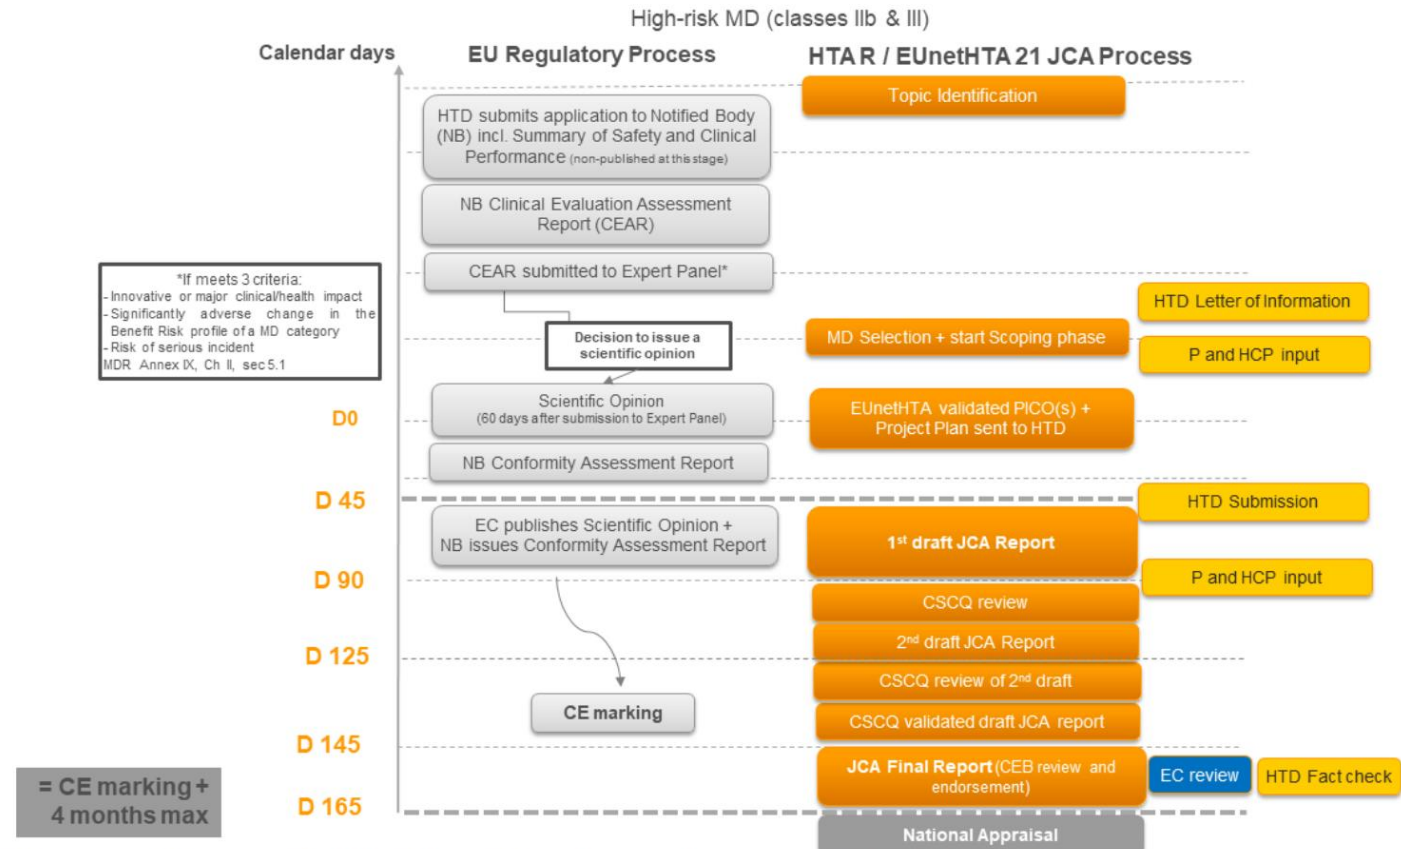 High-risk MD (classes IIb & III)
Calendar days
EU Regulatory Process
HTAR / EUnetHTA 21 JCA Process
Topic Identification
HTD submits application to Notified Body
(NB) incl. Summary of Safety and Clinical
Performance (non-published at this stage)
NB Clinical Evaluation Assessment
Report (CEAR)
CEAR submitted to Expert Panel*
*If meets 3 criteria:
- Innovative or major clinical/health impact
- Significantly adverse change in the
Benefit Risk profile of a MD category
- Risk of serious incident
MDR Annex IX, Ch II, sec 5.1
HTD Letter of Information
Decision to issue a
scientific opinion
MD Selection + start Scoping phase
P and HCP input
D0
Scientific Opinion
(60 days after submission to Expert Panel)
EUnetHTA validated PICO(s) +
Project Plan sent to HTD
NB Conformity Assessment Report
D 45
HTD Submission
EC publishes Scientific Opinion +
NB issues Conformity Assessment Report
1st draft JCA Report
D 90
P and HCP input
CSCQ review
2nd draft JCA Report
D 125
CSCQ review of 2nd draft
CE marking
CSCQ validated draft JCA report
D 145
JCA Final Report (CEB review and
endorsement)
EC review
HTD Fact check
= CE marking +
4 months max
D 165
National Appraisal